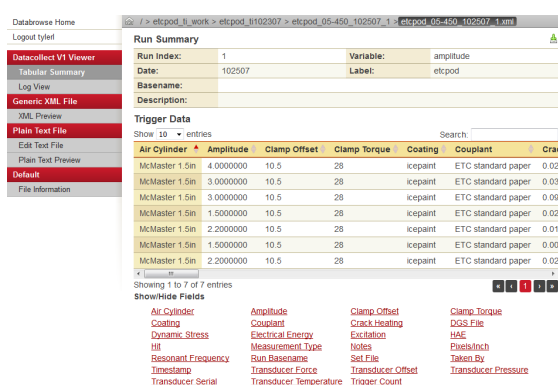 Databrowse Home
Logout tylerl
Datacollect V1 Viewer
Tabular Summary
Log View
Generic XML File
XML Preview
Plain Text File
Edit Text File
Plain Text Preview
Default
File Information
/ > etcpod_ti_work > etcpod_ti102307 > etcpod_05-450_102507_1 > etcpod_05-450_102507_1.xml
Run Summary
Run Index: 1 Variable: amplitude
Date: 102507 Label: etcpod
Basename:
Description:
Trigger Data
Show 10 entries Search:
Air Cylinder Amplitude Clamp Offset Clamp Torque Coating Couplant Crac
McMaster 1.5in 4.0000000 10.5 28 icepaint ETC standard paper 0.02
McMaster 1.5in 3.0000000 10.5 28 icepaint ETC standard paper 0.03
McMaster 1.5in 3.0000000 10.5 28 icepaint ETC standard paper 0.09
McMaster 1.5in 1.5000000 10.5 28 icepaint ETC standard paper 0.02
McMaster 1.5in 2.2000000 10.5 28 icepaint ETC standard paper 0.01
McMaster 1.5in 1.5000000 10.5 28 icepaint ETC standard paper 0.00
McMaster 1.5in 2.2000000 10.5 28 icepaint ETC standard paper 0.02
Showing 1 to 7 of 7 entries « ‹ 1 › »
Show/Hide Fields
Air Cylinder Amplitude Clamp Offset Clamp Torque
Coating Couplant Crack Heating DGS File
Dynamic Stress Electrical Energy Excitation HAE
Hit Measurement Type Notes Pixels/Inch
Resonant Frequency Run Basename Set File Taken By
Timestamp Transducer Force Transducer Offset Transducer Pressure
Transducer Serial Transducer Temperature Trigger Count